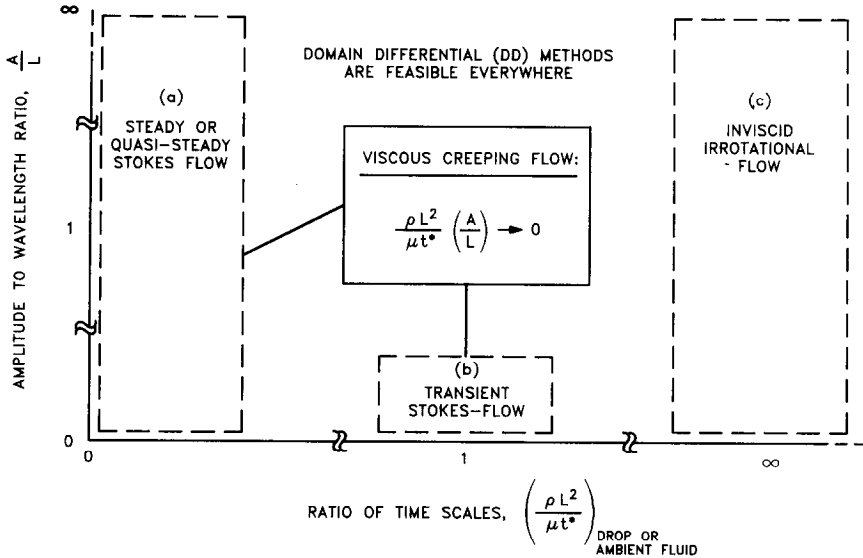 AMPLITUDE TO WAVELENGTH RATIO, A/L
∞
1
0
DOMAIN DIFFERENTIAL (DD) METHODS
ARE FEASIBLE EVERYWHERE
(a)
STEADY OR
QUASI-STEADY
STOKES FLOW
VISCOUS CREEPING FLOW:
ρL²/μt* (A/L) → 0
(b)
TRANSIENT
STOKES-FLOW
(c)
INVISCID
IRROTATIONAL
FLOW
0
1
∞
RATIO OF TIME SCALES, (ρL²/μt*) DROP OR
AMBIENT FLUID